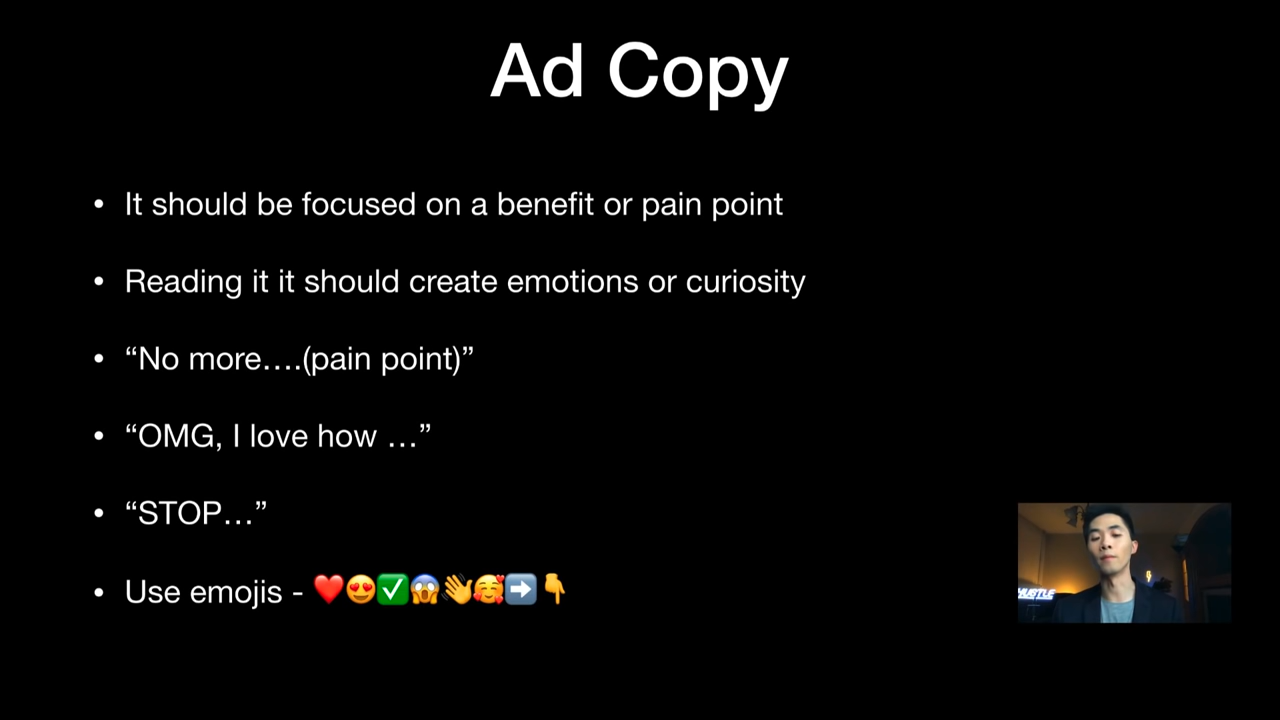 Ad Copy
• It should be focused on a benefit or pain point
• Reading it it should create emotions or curiosity
• “No more….(pain point)”
• “OMG, I love how …”
• “STOP…”
• Use emojis - ❤️😍✅😱👋🥰➡️👇
HUSTLE